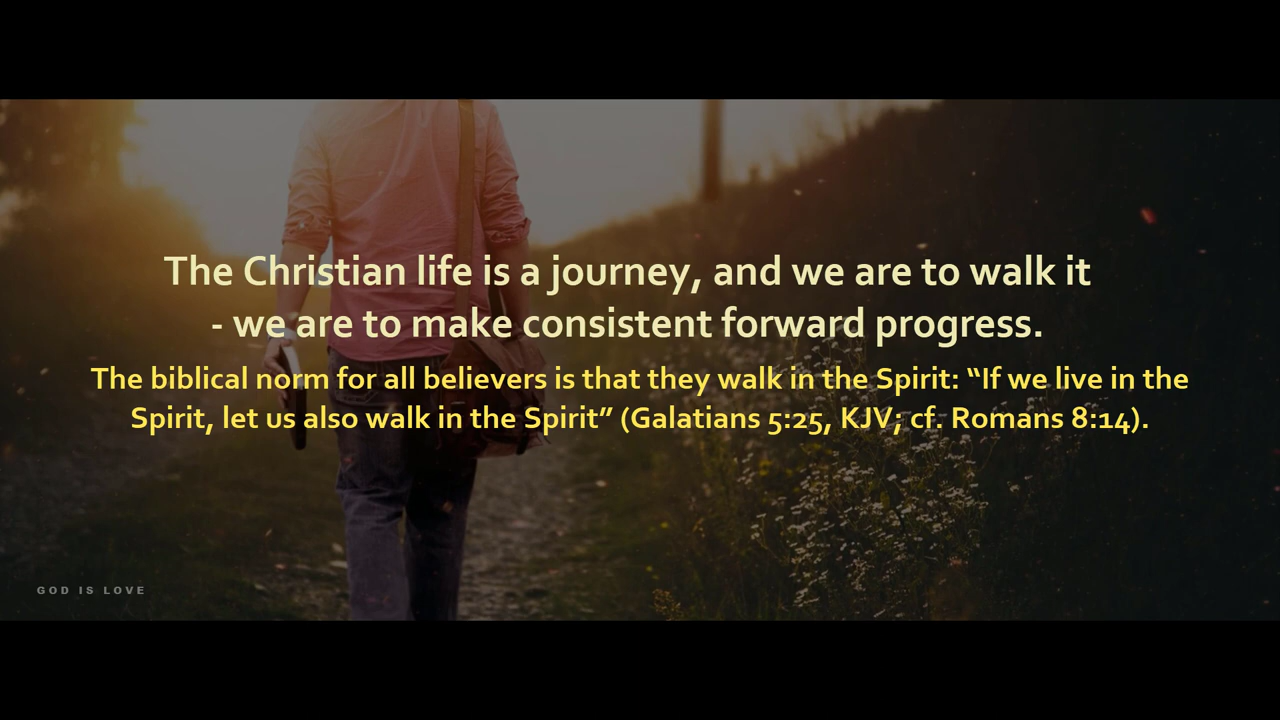 The Christian life is a journey, and we are to walk it
- we are to make consistent forward progress.
The biblical norm for all believers is that they walk in the Spirit: “If we live in the
Spirit, let us also walk in the Spirit” (Galatians 5:25, KJV; cf. Romans 8:14).
GOD IS LOVE